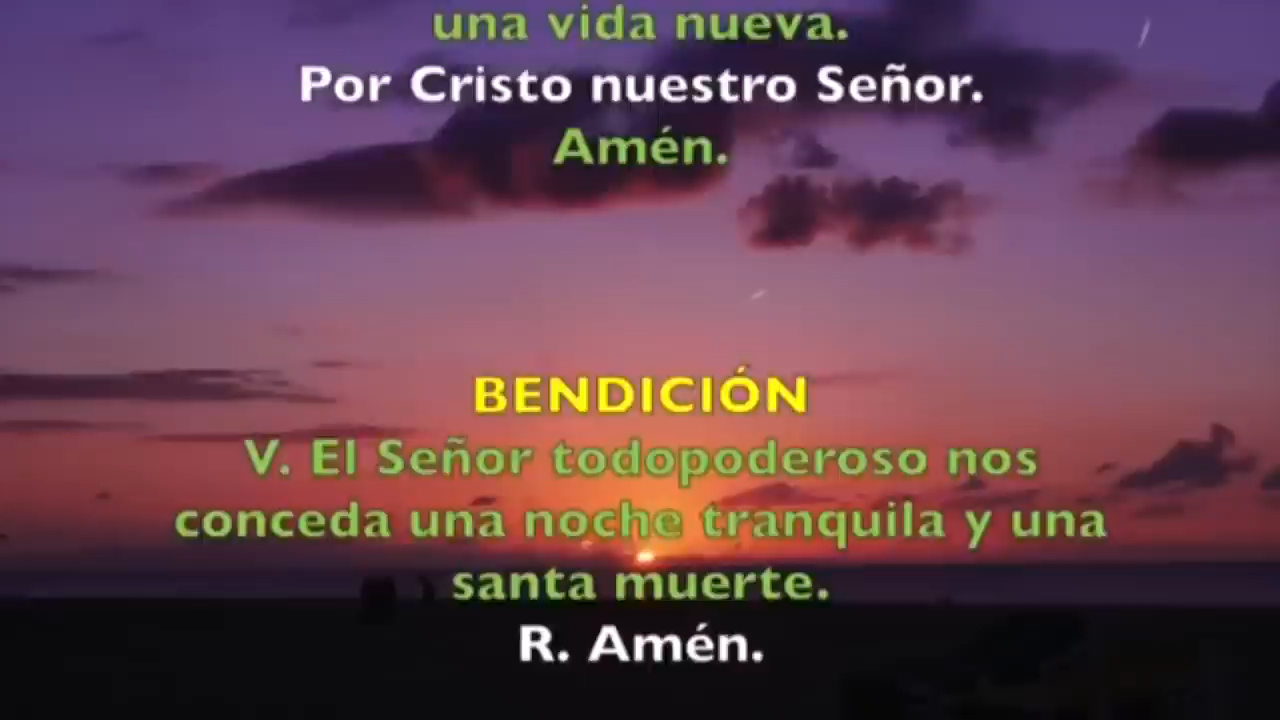 una vida nueva.
Por Cristo nuestro Señor.
Amén.
BENDICIÓN
V. El Señor todopoderoso nos
conceda una noche tranquila y una
santa muerte.
R. Amén.